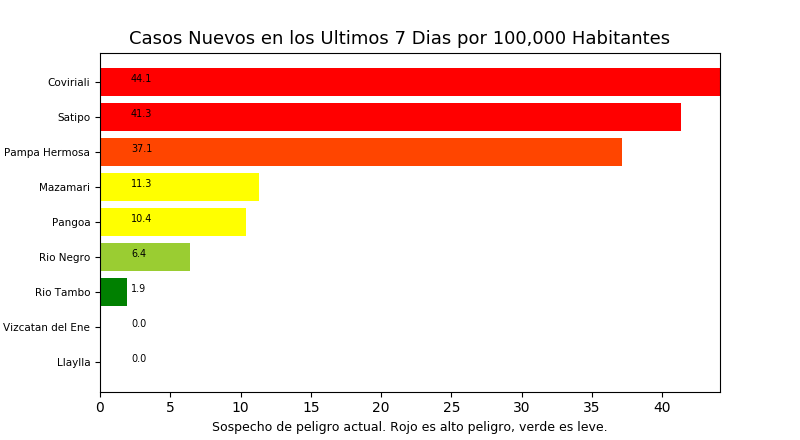 Casos Nuevos en los Ultimos 7 Dias por 100,000 Habitantes
Coviriali 44.1
Satipo 41.3
Pampa Hermosa 37.1
Mazamari 11.3
Pangoa 10.4
Rio Negro 6.4
Rio Tambo 1.9
Vizcatan del Ene 0.0
Llaylla 0.0
0 5 10 15 20 25 30 35 40
Sospecho de peligro actual. Rojo es alto peligro, verde es leve.